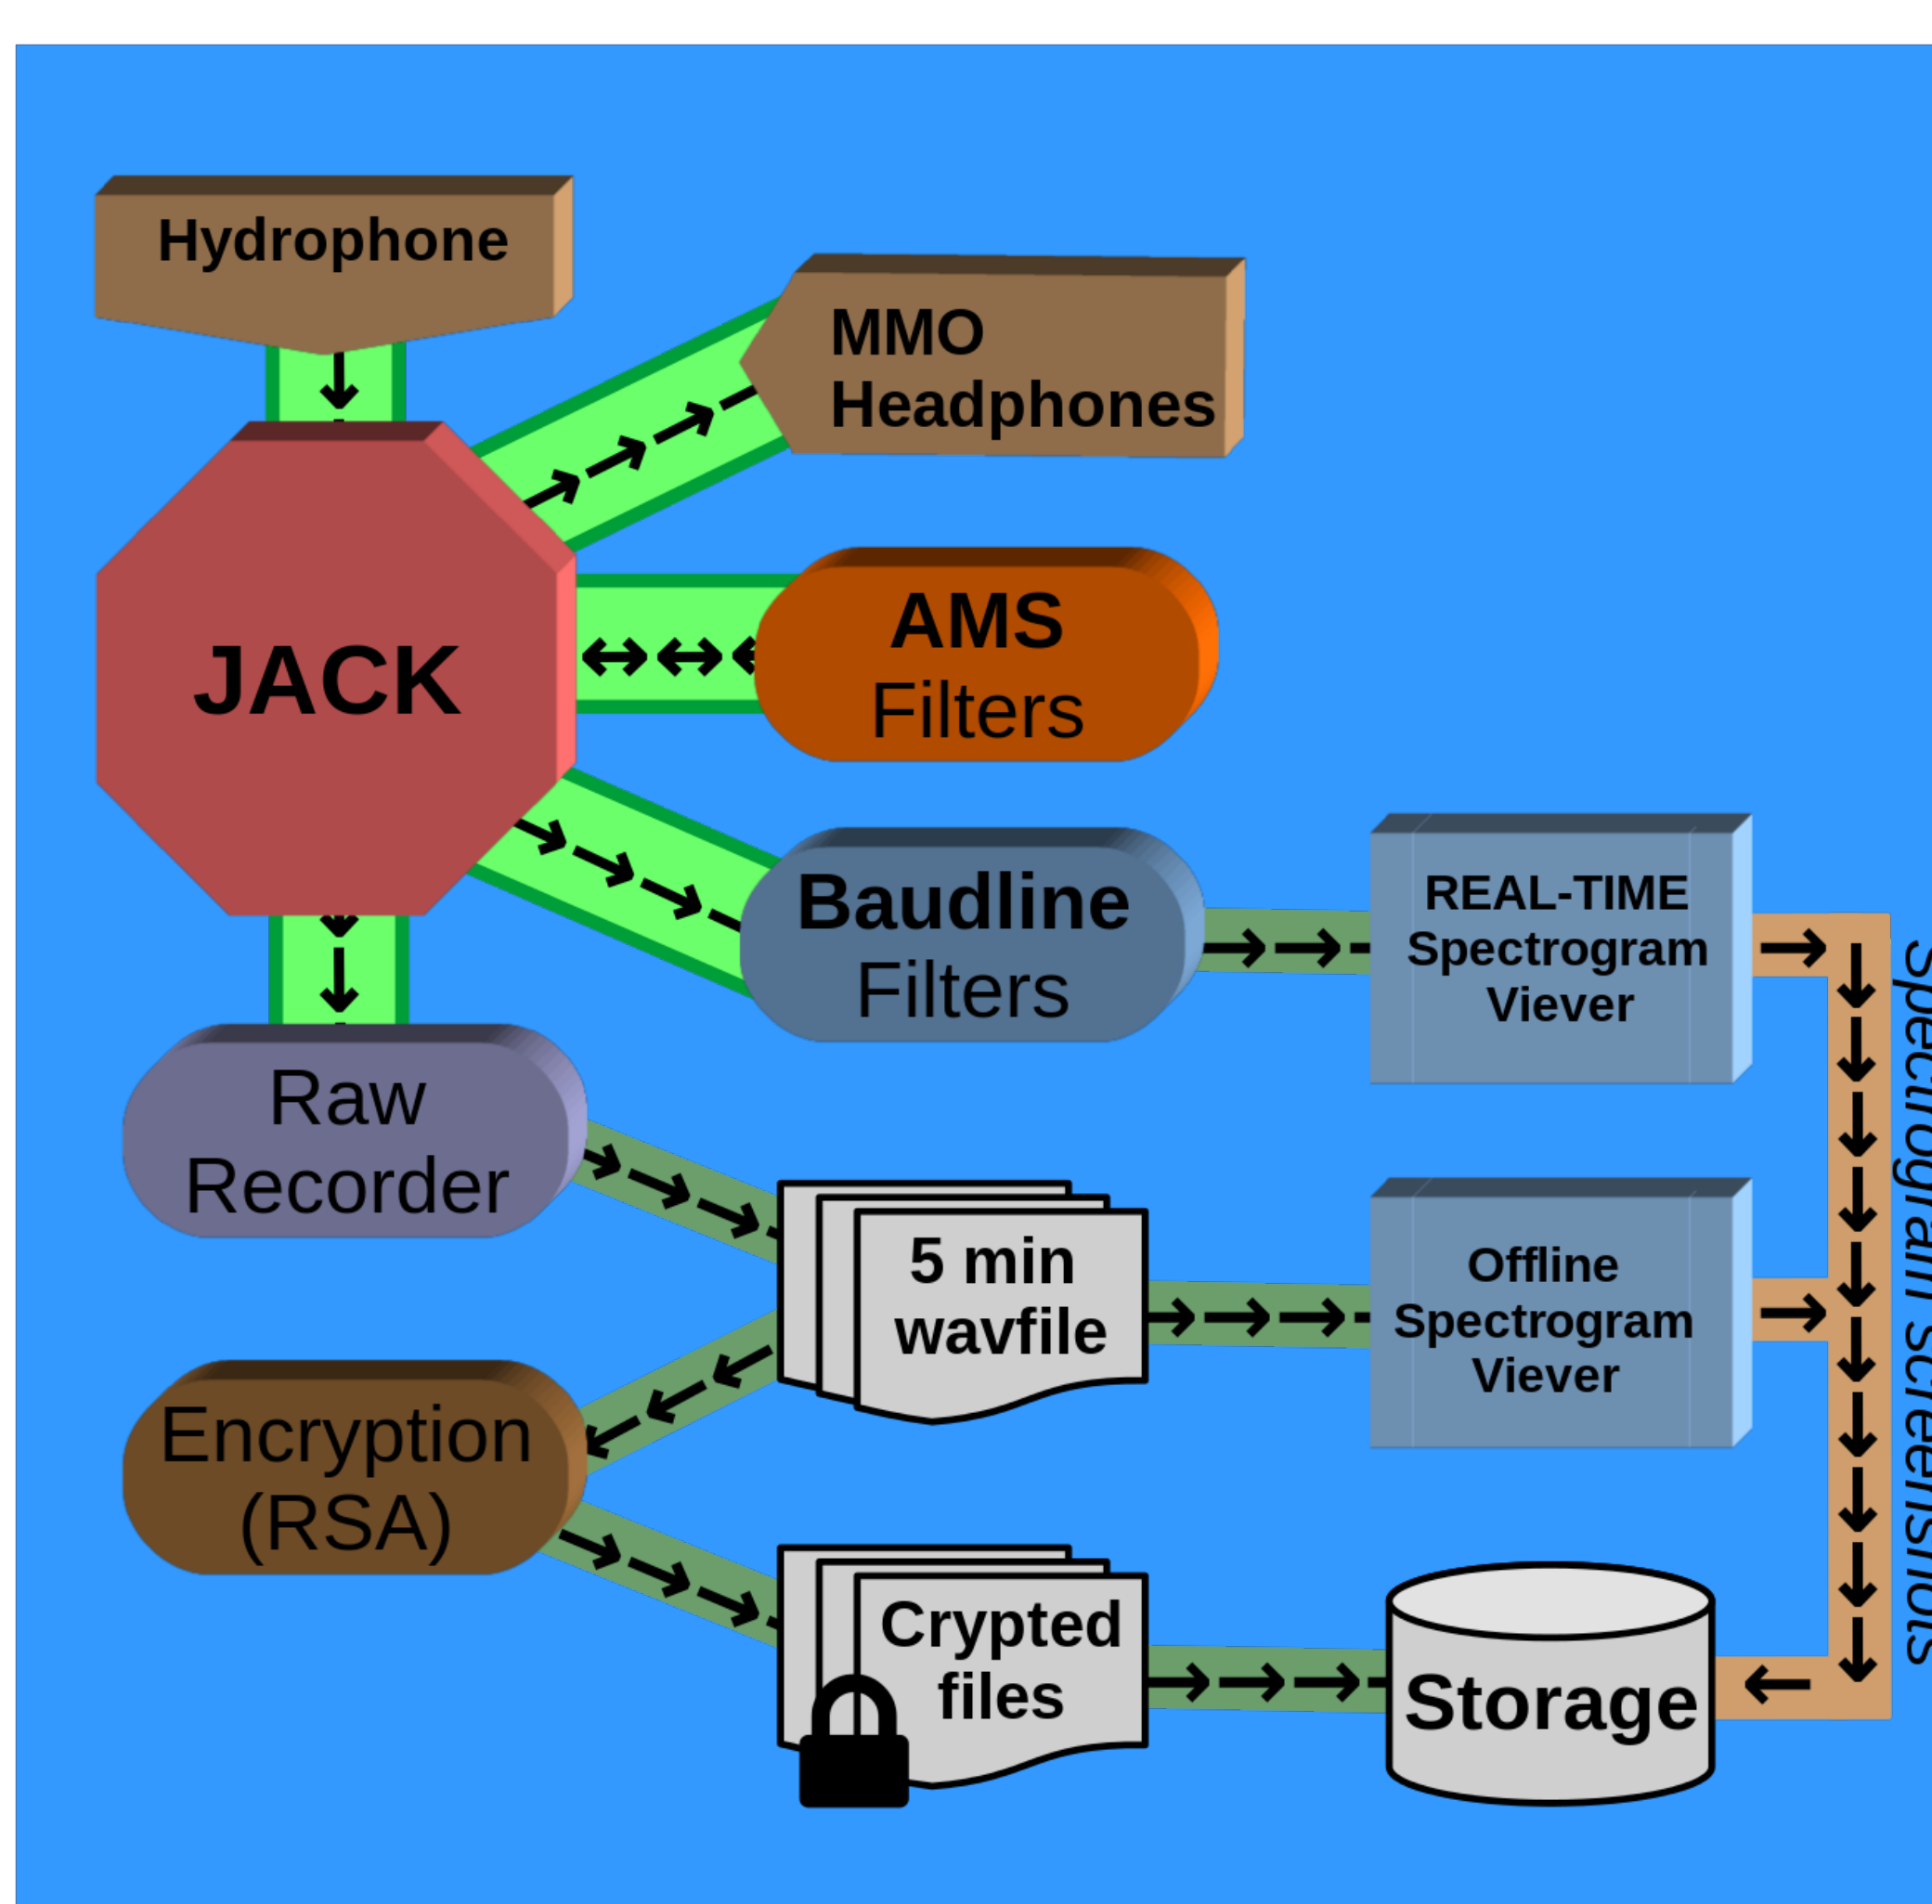 Hydrophone
MMO
Headphones
JACK
AMS
Filters
Baudline
Filters
REAL-TIME
Spectrogram
Viever
Raw
Recorder
5 min
wavfile
Offline
Spectrogram
Viever
Encryption
(RSA)
Crypted
files
Storage
Spectrogram screenshots